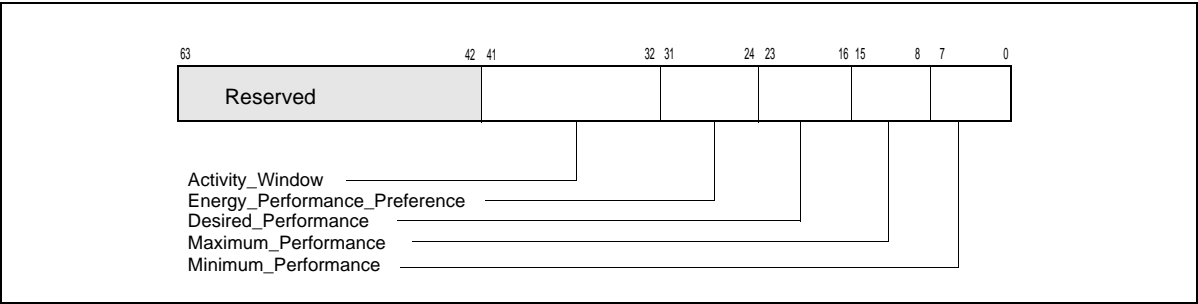 63 42 41 32 31 24 23 16 15 8 7 0
Reserved
Activity_Window
Energy_Performance_Preference
Desired_Performance
Maximum_Performance
Minimum_Performance